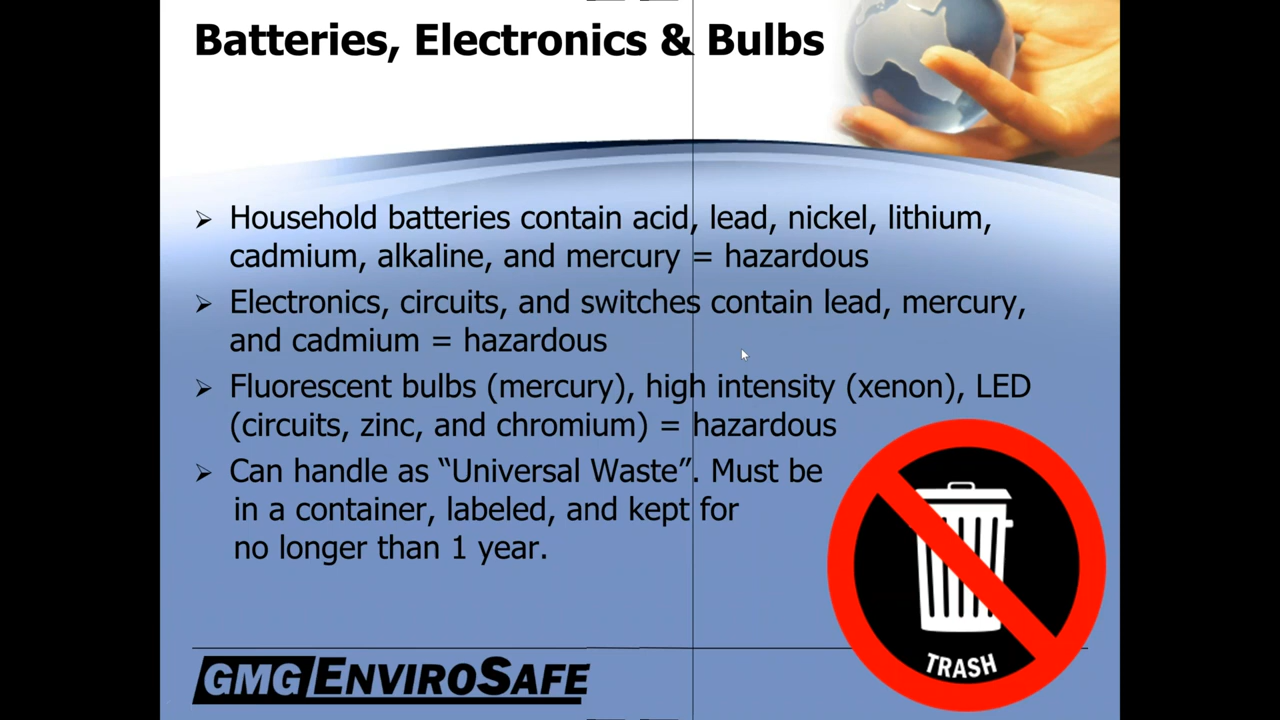 Batteries, Electronics & Bulbs
Household batteries contain acid, lead, nickel, lithium,
cadmium, alkaline, and mercury = hazardous
Electronics, circuits, and switches contain lead, mercury,
and cadmium = hazardous
Fluorescent bulbs (mercury), high intensity (xenon), LED
(circuits, zinc, and chromium) = hazardous
Can handle as “Universal Waste”. Must be
in a container, labeled, and kept for
no longer than 1 year.
TRASH
GMG ENVIROSAFE